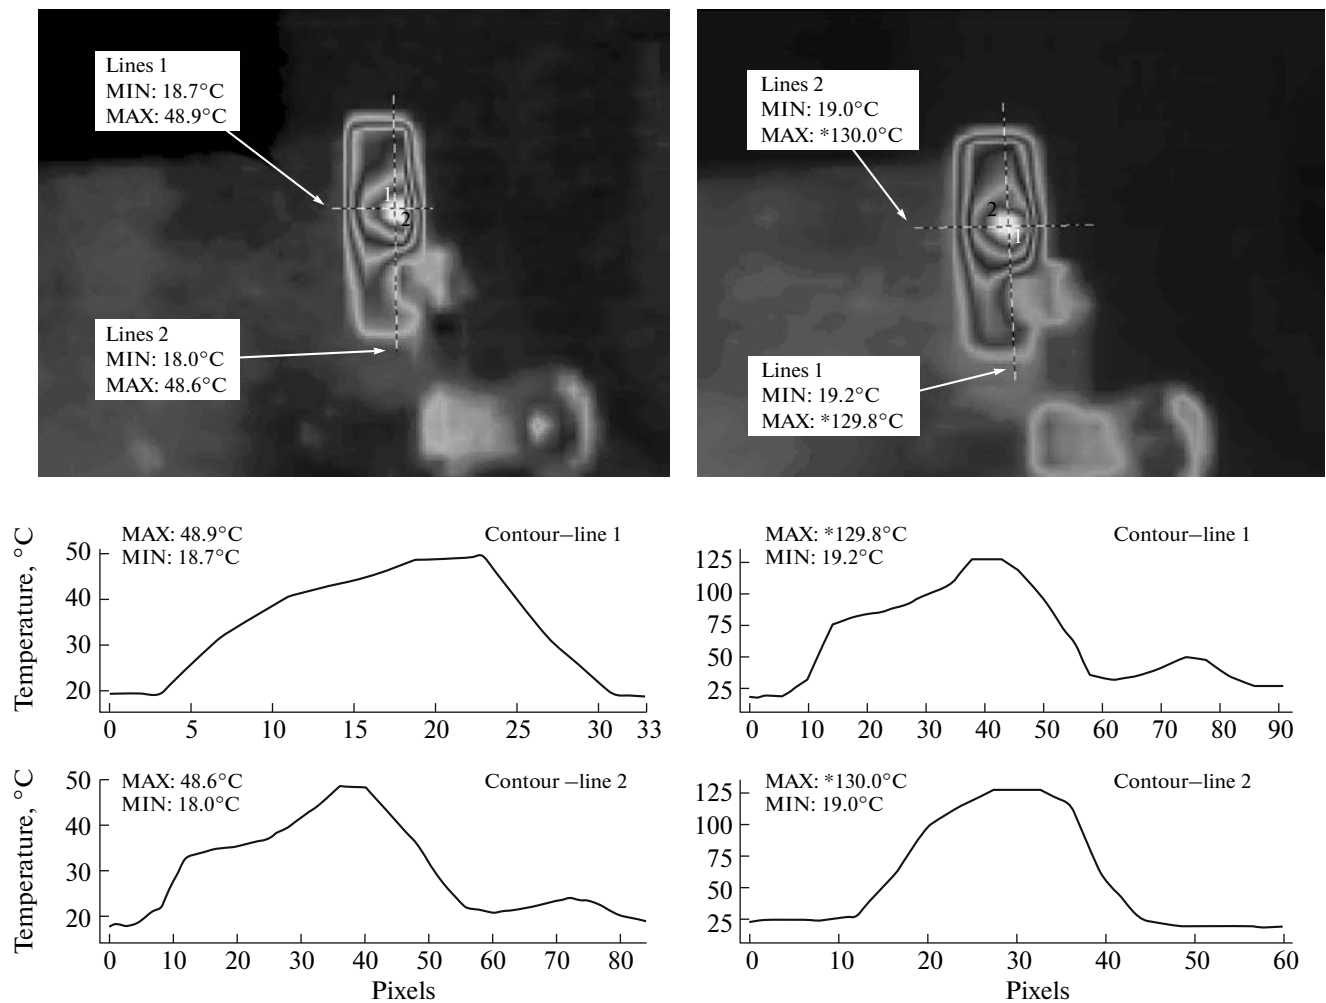 Lines 1
MIN: 18.7°C
MAX: 48.9°C
1
2
Lines 2
MIN: 18.0°C
MAX: 48.6°C
Lines 2
MIN: 19.0°C
MAX: *130.0°C
2
1
Lines 1
MIN: 19.2°C
MAX: *129.8°C
Temperature, °C
MAX: 48.9°C
MIN: 18.7°C
Contour–line 1
50
40
30
20
0 5 10 15 20 25 30 33
MAX: *129.8°C
MIN: 19.2°C
Contour–line 1
125
100
75
50
25
0 10 20 30 40 50 60 70 80 90
Temperature, °C
MAX: 48.6°C
MIN: 18.0°C
Contour –line 2
50
40
30
20
0 10 20 30 40 50 60 70 80
Pixels
MAX: *130.0°C
MIN: 19.0°C
Contour–line 2
125
100
75
50
25
0 10 20 30 40 50 60
Pixels